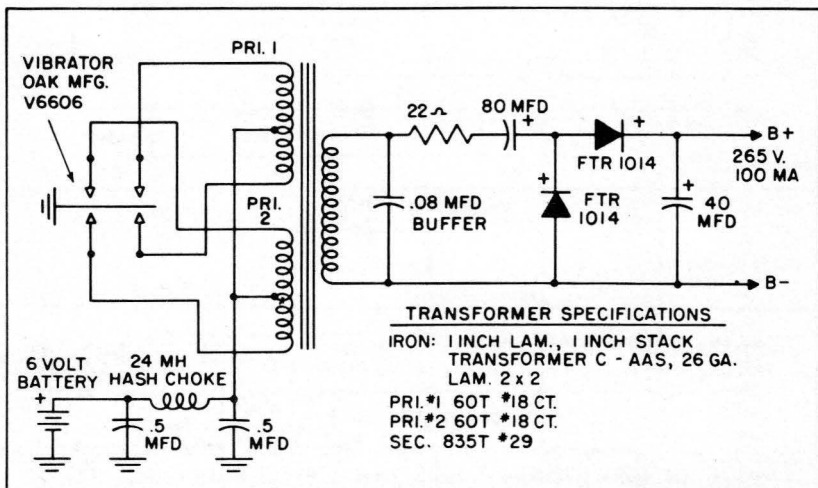 VIBRATOR
OAK MFG.
V6606
PRI. 1
PRI.
2
22Ω
80 MFD
+
FTR 1014
+
B+
265 V.
100 MA
.08 MFD
BUFFER
+
FTR
1014
+
40
MFD
B-
6 VOLT
BATTERY
+
24 MH
HASH CHOKE
.5
MFD
.5
MFD
TRANSFORMER SPECIFICATIONS
IRON: 1 INCH LAM., 1 INCH STACK
TRANSFORMER C - AAS, 26 GA.
LAM. 2 x 2
PRI.#1 60T #18 CT.
PRI.#2 60T #18 CT.
SEC. 835T #29